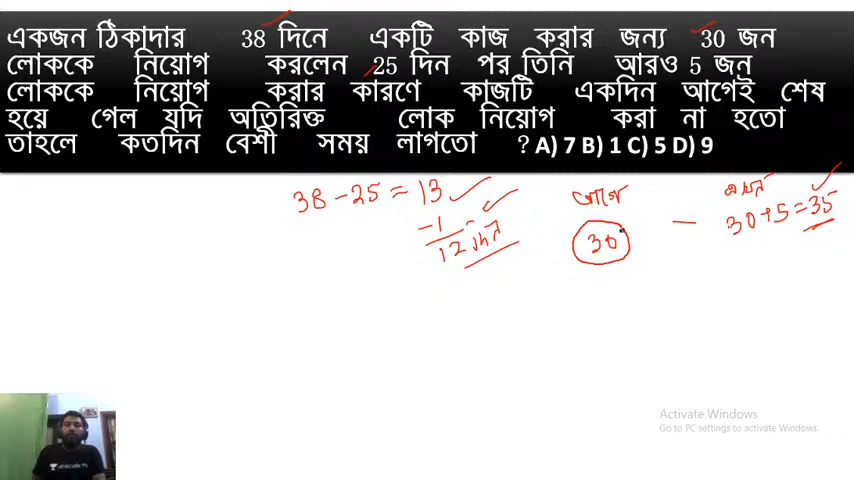 একজন ঠিকাদার 38 দিনে একটি কাজ করার জন্য 30 জন
লোককে নিয়োগ করলেন 25 দিন পর তিনি আরও 5 জন
লোককে নিয়োগ করার কারণে কাজটি একদিন আগেই শেষ
হয়ে গেল যদি অতিরিক্ত লোক নিয়োগ করা না হতো
তাহলে কতদিন বেশী সময় লাগতো ? A) 7 B) 1 C) 5 D) 9
38 - 25 = 13
- 1
12 দিন
আগে
30
—
এখন
30+5=35
Activate Windows
Go to PC settings to activate Windows.
unacademy